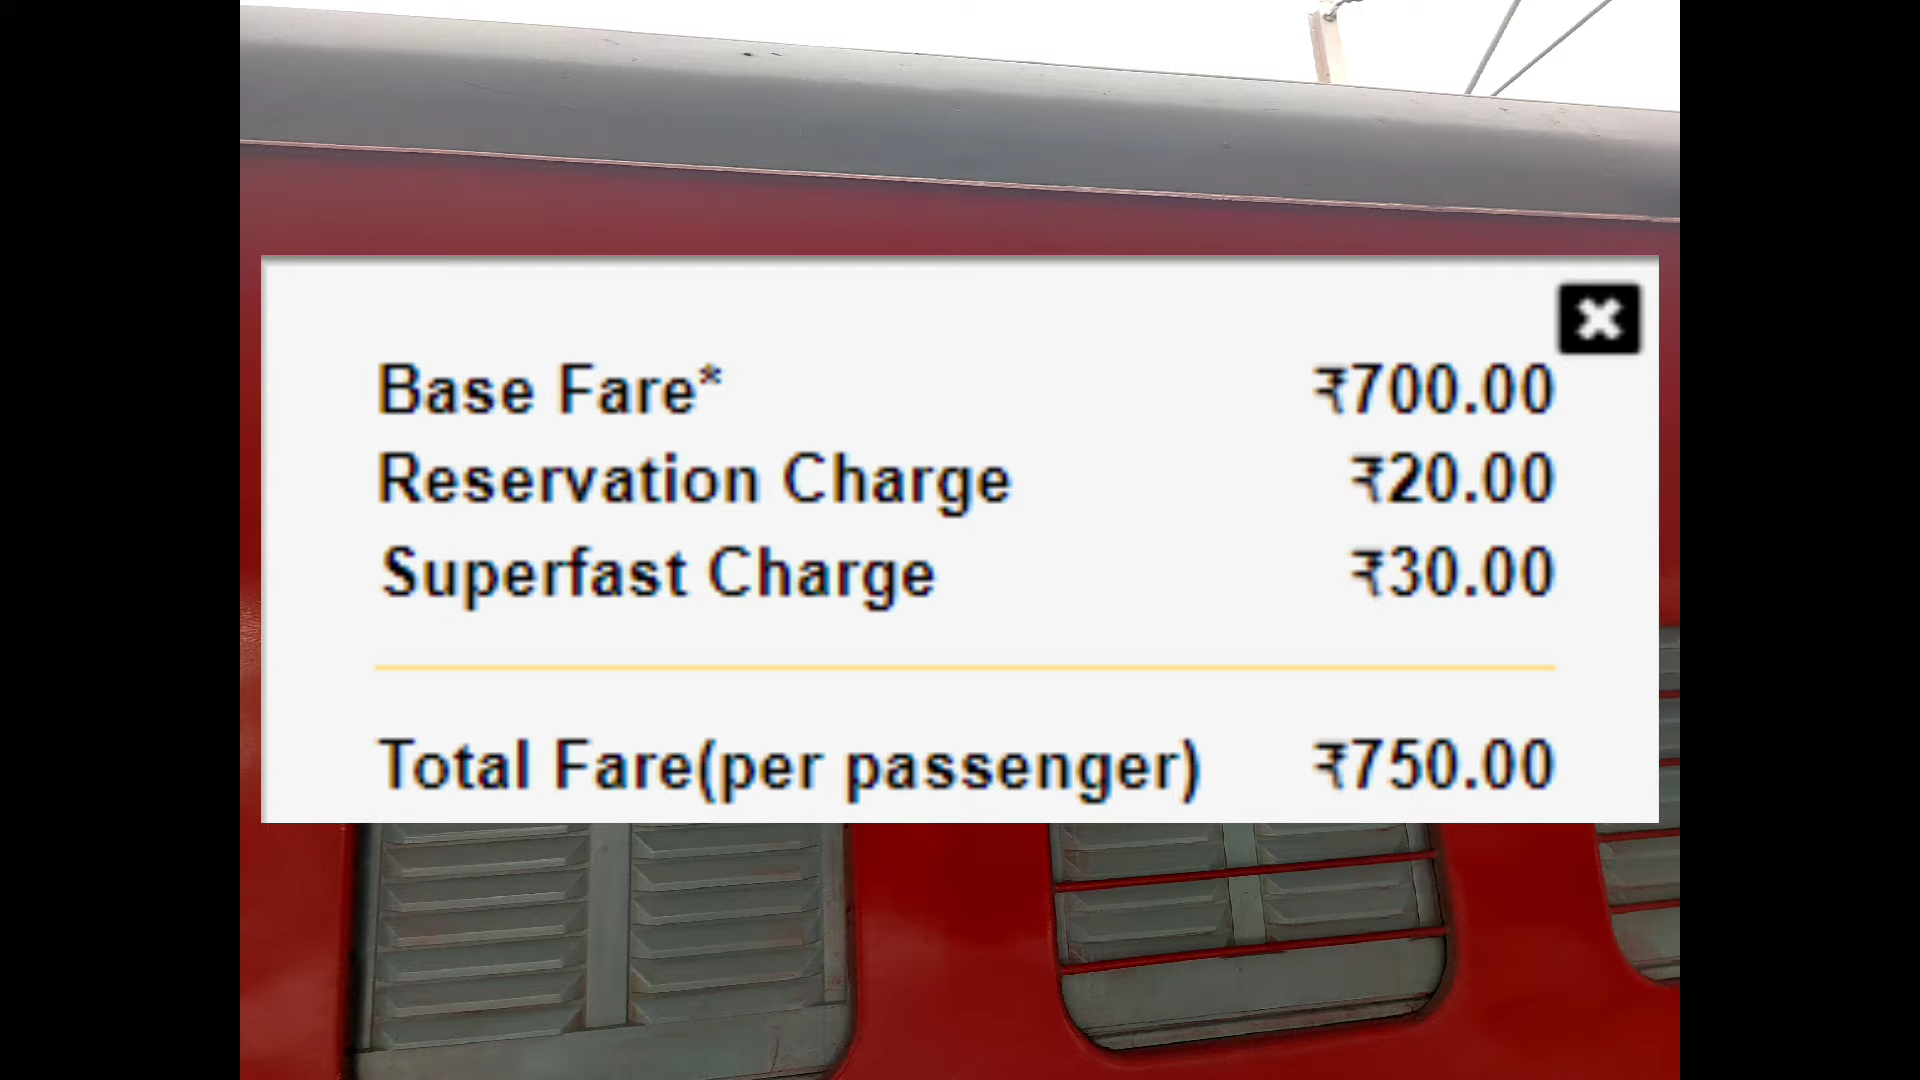 Base Fare* ₹700.00
Reservation Charge ₹20.00
Superfast Charge ₹30.00
Total Fare(per passenger) ₹750.00